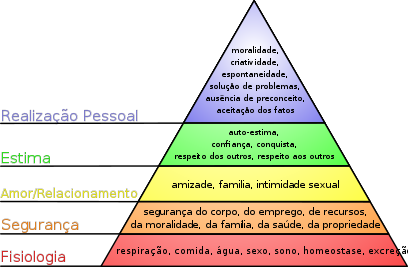 moralidade,
criatividade,
espontaneidade,
solução de problemas,
ausência de preconceito,
aceitação dos fatos
Realização Pessoal
auto-estima,
confiança, conquista,
respeito dos outros, respeito aos outros
Estima
amizade, família, intimidade sexual
Amor/Relacionamento
segurança do corpo, do emprego, de recursos,
da moralidade, da família, da saúde, da propriedade
Segurança
respiração, comida, água, sexo, sono, homeostase, excreção
Fisiologia